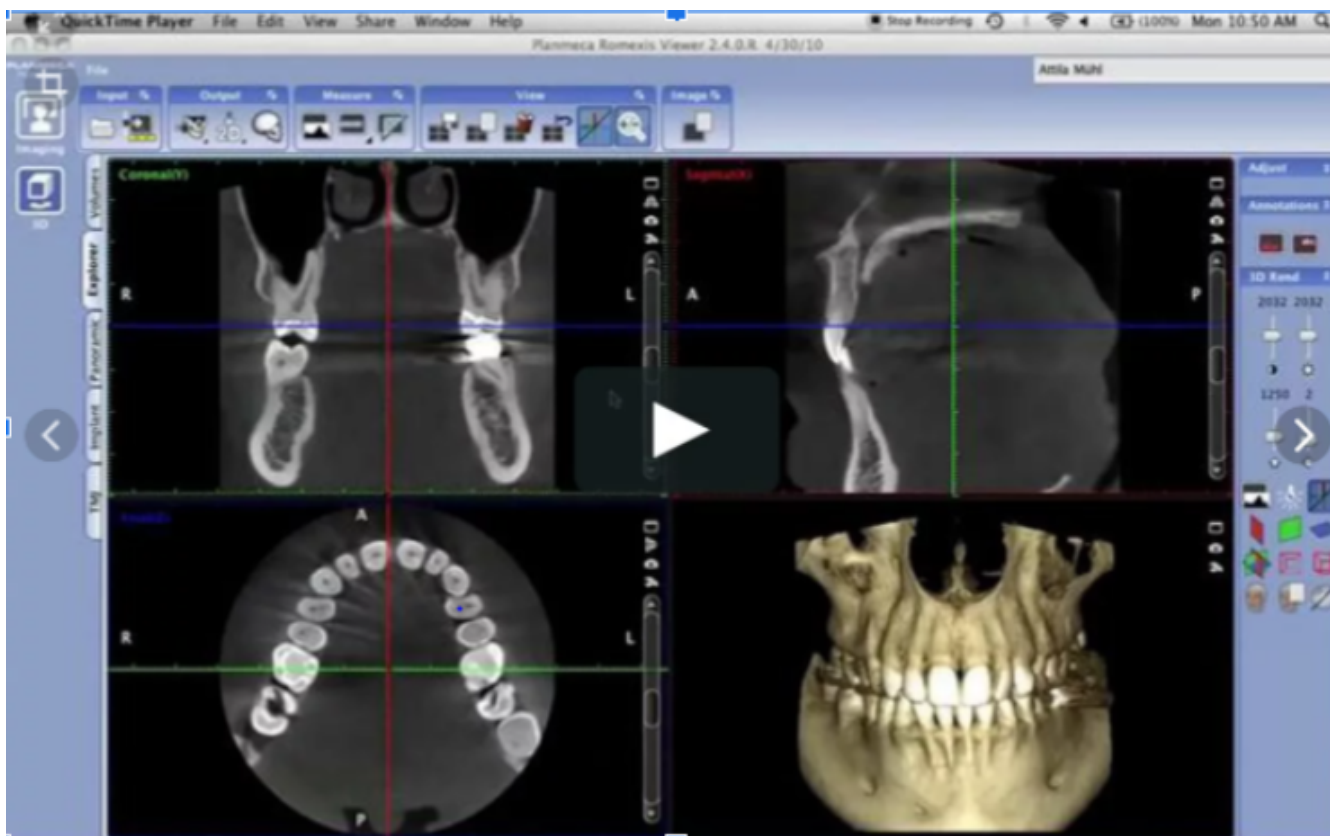 QuickTime Player File Edit View Share Window Help Stop Recording (100%) Mon 10:50 AM
Planmeca Romexis Viewer 2.4.0.R 4/30/10
File
Attila Mühl
Input Output Measure View Image
2D
Imaging
3D
Volumes
Explorer
Panoramic
Implant
TMJ
Coronal(Y)
R
L
Sagittal(X)
A
P
Axial(Z)
A
R
L
P
Adjust
Annotations
3D Rend
2032 2032
1250 2